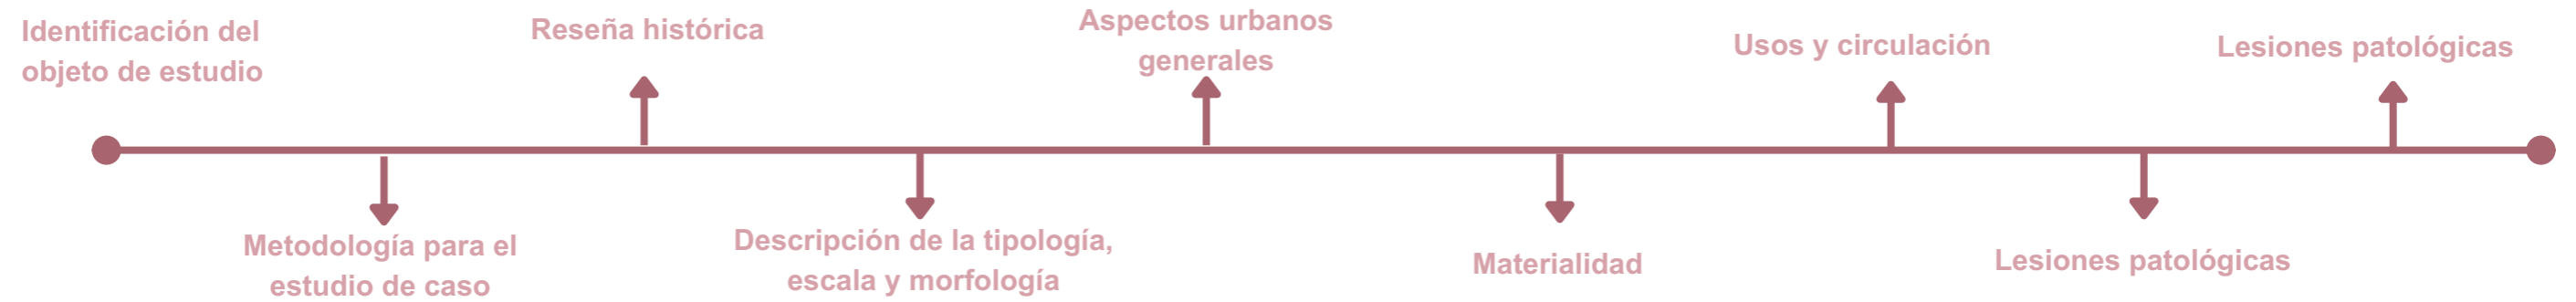 Identificación del
objeto de estudio
Metodología para el
estudio de caso
Reseña histórica
Descripción de la tipología,
escala y morfología
Aspectos urbanos
generales
Materialidad
Usos y circulación
Lesiones patológicas
Lesiones patológicas